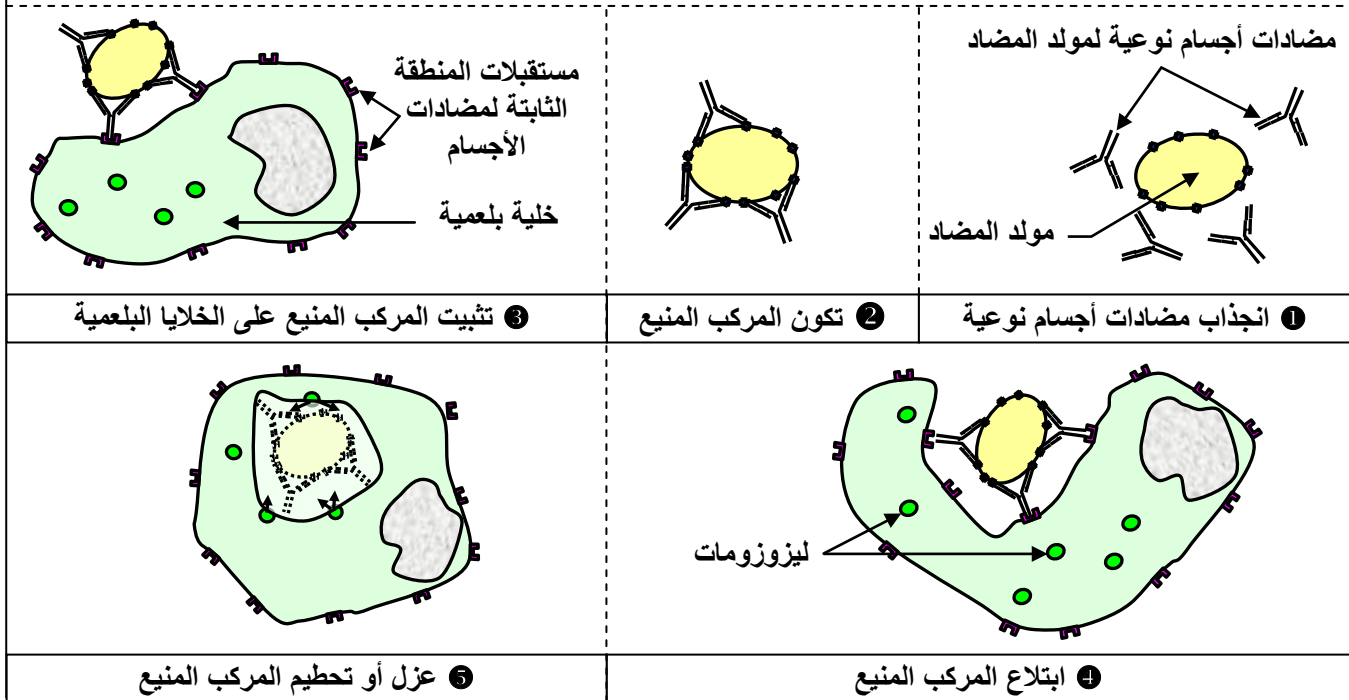 مضادات أجسام نوعية لمولد المضاد
مولد المضاد
مستقبلات المنطقة
الثابتة لمضادات
الأجسام
خلية بلعمية
❶ انجذاب مضادات أجسام نوعية
❷ تكون المركب المنيع
❸ تثبيت المركب المنيع على الخلايا البلعمية
ليزوزومات
❹ ابتلاع المركب المنيع
❺ عزل أو تحطيم المركب المنيع